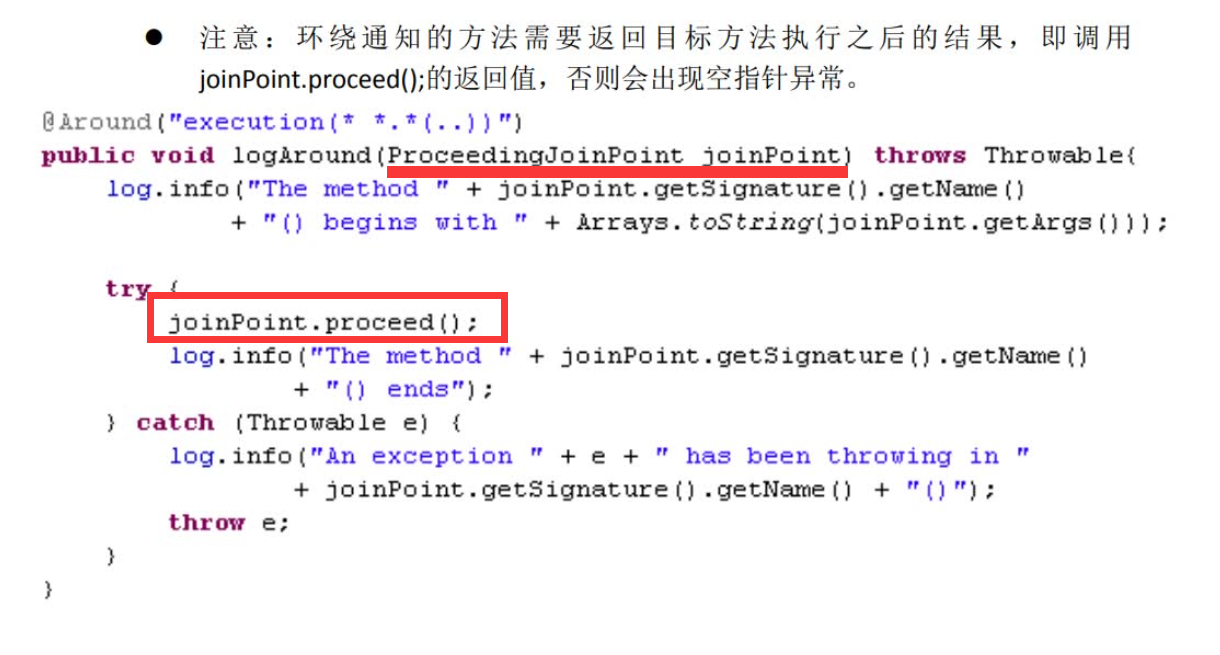 ● 注意：环绕通知的方法需要返回目标方法执行之后的结果，即调用
joinPoint.proceed();的返回值，否则会出现空指针异常。
@Around("execution(* *.*(..))")
public void logAround(ProceedingJoinPoint joinPoint) throws Throwable{
log.info("The method " + joinPoint.getSignature().getName()
+ "() begins with " + Arrays.toString(joinPoint.getArgs()));
try {
joinPoint.proceed();
log.info("The method " + joinPoint.getSignature().getName()
+ "() ends");
} catch (Throwable e) {
log.info("An exception " + e + " has been throwing in "
+ joinPoint.getSignature().getName() + "()");
throw e;
}
}